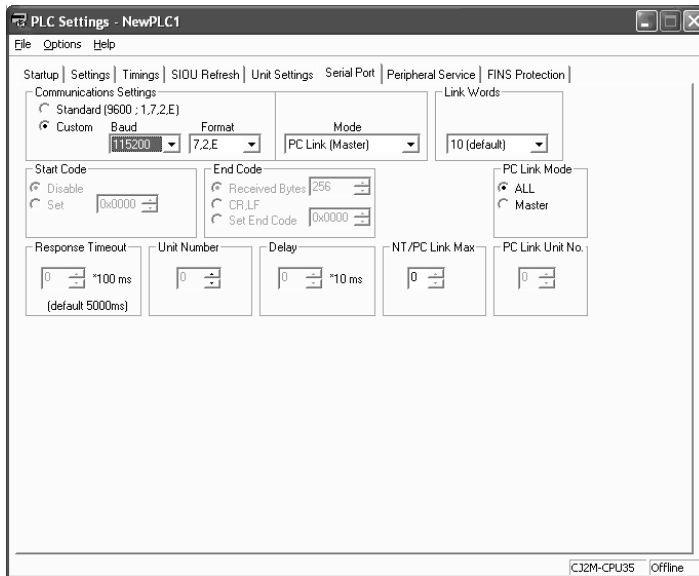 PLC Settings - NewPLC1
File Options Help
Startup Settings Timings SIOU Refresh Unit Settings Serial Port Peripheral Service FINS Protection
Communications Settings
Standard (9600 ; 1,7,2,E)
Custom
Baud
115200
Format
7,2,E
Mode
PC Link (Master)
Link Words
10 (default)
Start Code
Disable
Set 0x0000
End Code
Received Bytes 256
CR,LF
Set End Code 0x0000
PC Link Mode
ALL
Master
Response Timeout
0 *100 ms
(default 5000ms)
Unit Number
0
Delay
0 *10 ms
NT/PC Link Max
0
PC Link Unit No.
0
CJ2M-CPU35 Offline